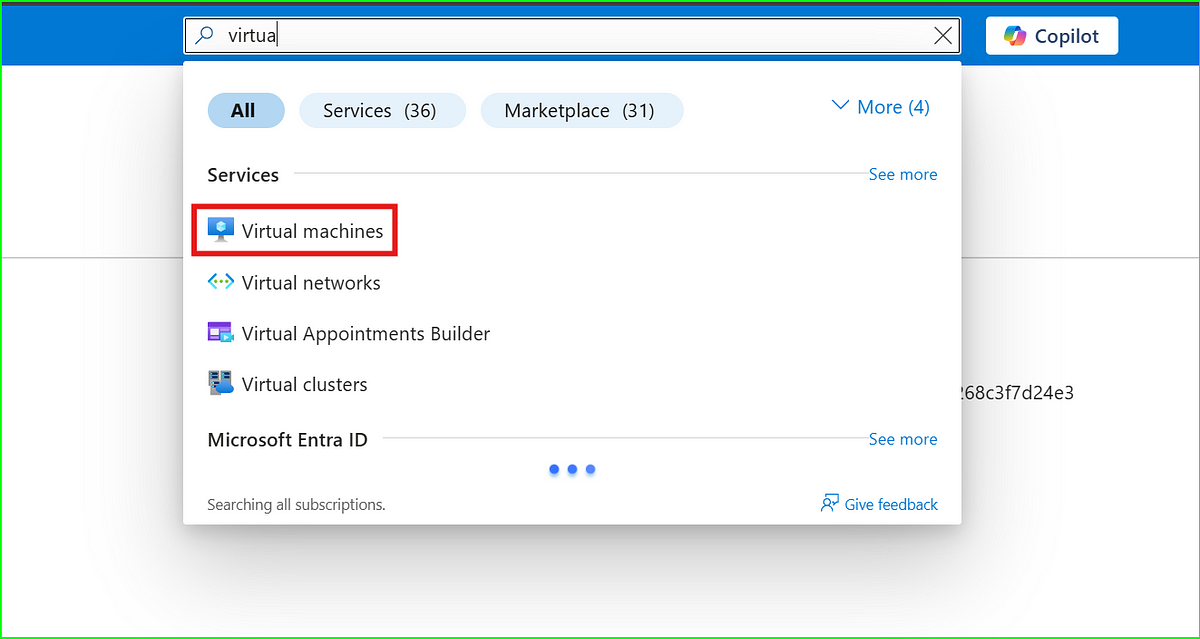 virtua
Copilot
All
Services (36)
Marketplace (31)
More (4)
Services
See more
Virtual machines
Virtual networks
Virtual Appointments Builder
Virtual clusters
268c3f7d24e3
Microsoft Entra ID
See more
Searching all subscriptions.
Give feedback